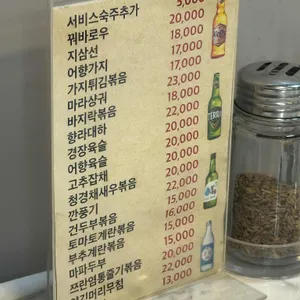 서비스숙주추가 5,000
꿔바로우 20,000
지삼선 18,000
어향가지 17,000
가지튀김볶음 17,000
마라샹궈 23,000
바지락볶음 18,000
향라대하 22,000
경장육슬 20,000
어향육슬 20,000
고추잡채 20,000
청경채새우볶음 20,000
깐풍기 22,000
건두부볶음 15,000
토마토계란볶음 16,000
부추계란볶음 15,000
마파두부 20,000
쯔란염통줄기볶음 22,000
13,000